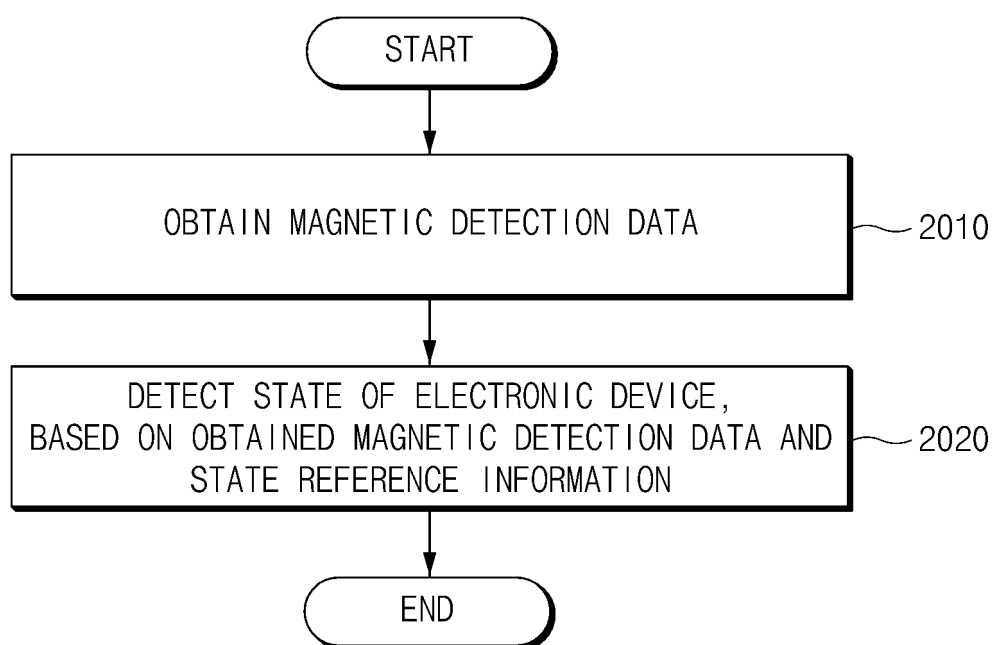 START
OBTAIN MAGNETIC DETECTION DATA
2010
DETECT STATE OF ELECTRONIC DEVICE,
BASED ON OBTAINED MAGNETIC DETECTION DATA AND
STATE REFERENCE INFORMATION
2020
END